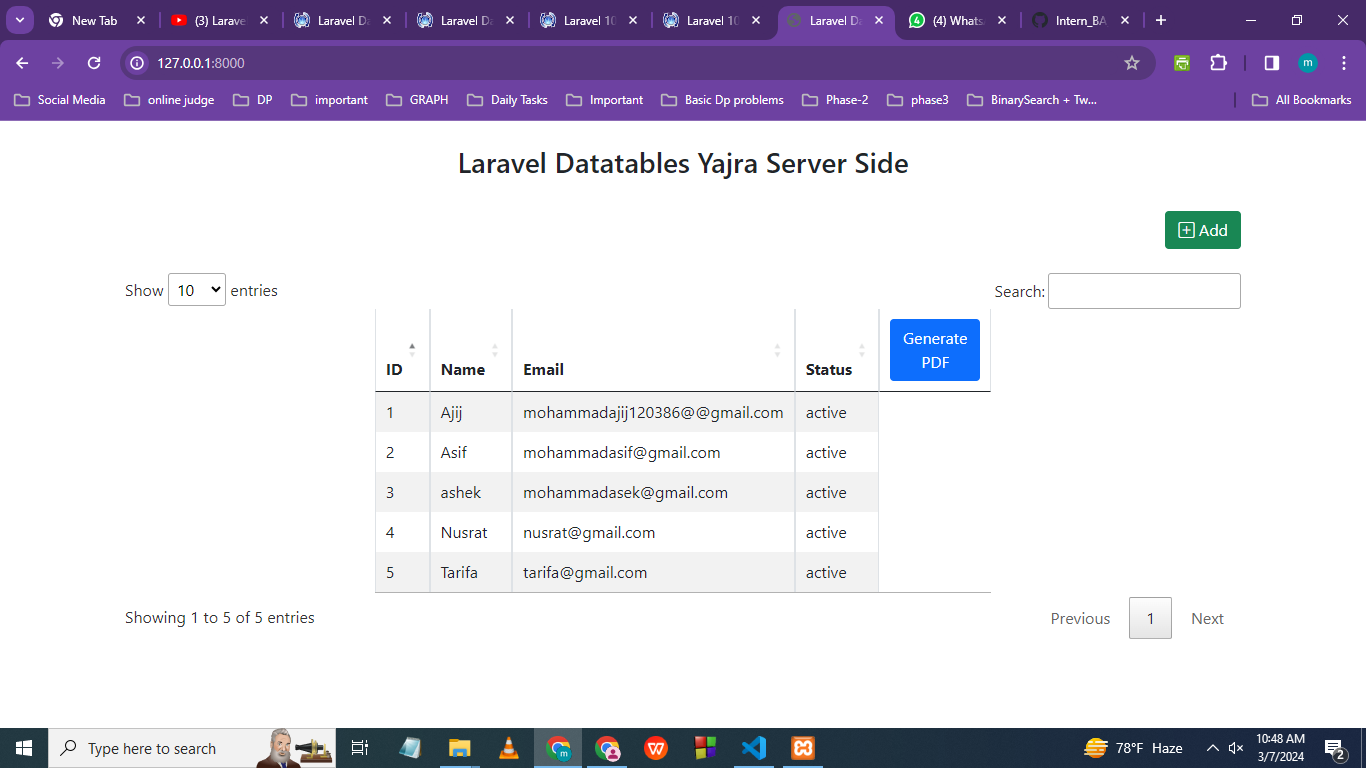 New Tab
(3) Larave
Laravel Da
Laravel Da
Laravel 10
Laravel 10
Laravel Da
(4) Whats
Intern_BA
127.0.0.1:8000
m
Social Media
online judge
DP
important
GRAPH
Daily Tasks
Important
Basic Dp problems
Phase-2
phase3
BinarySearch + Tw...
All Bookmarks
Laravel Datatables Yajra Server Side
Add
Show 10 entries
Search:
ID Name Email Status Generate PDF
1 Ajij mohammadajij120386@@gmail.com active
2 Asif mohammadasif@gmail.com active
3 ashek mohammadasek@gmail.com active
4 Nusrat nusrat@gmail.com active
5 Tarifa tarifa@gmail.com active
Showing 1 to 5 of 5 entries
Previous 1 Next
Type here to search
78°F Haze
10:48 AM
3/7/2024
2